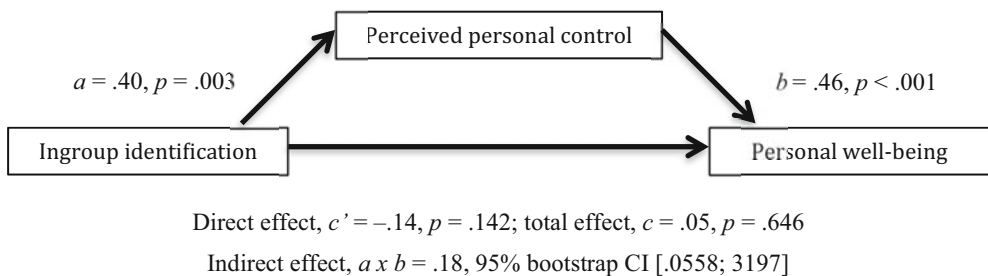 Perceived personal control
a = .40, p = .003
b = .46, p < .001
Ingroup identification
Personal well-being
Direct effect, c’ = –.14, p = .142; total effect, c = .05, p = .646
Indirect effect, a x b = .18, 95% bootstrap CI [.0558; 3197]